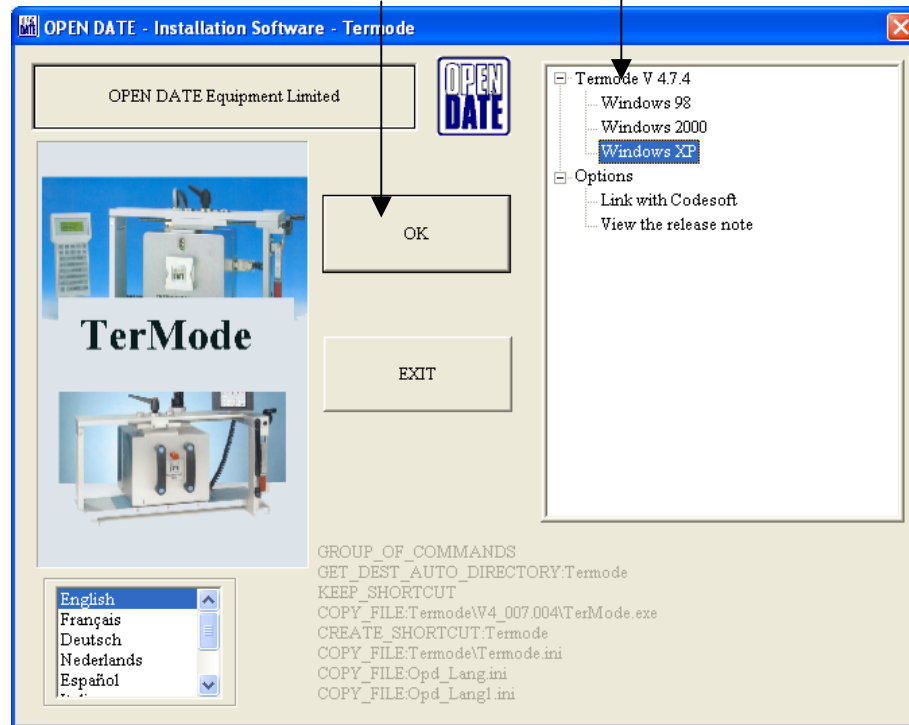 OPEN DATE - Installation Software - Termode
OPEN DATE Equipment Limited
OPEN
DATE
TerMode
OK
EXIT
Termode V 4.7.4
Windows 98
Windows 2000
Windows XP
Options
Link with Codesoft
View the release note
English
Français
Deutsch
Nederlands
Español
GROUP_OF_COMMANDS
GET_DEST_AUTO_DIRECTORY:Termode
KEEP_SHORTCUT
COPY_FILE:Termode\V4_007.004\TerMode.exe
CREATE_SHORTCUT:Termode
COPY_FILE:Termode\Termode.ini
COPY_FILE:Opd_Lang.ini
COPY_FILE:Opd_Lang1.ini